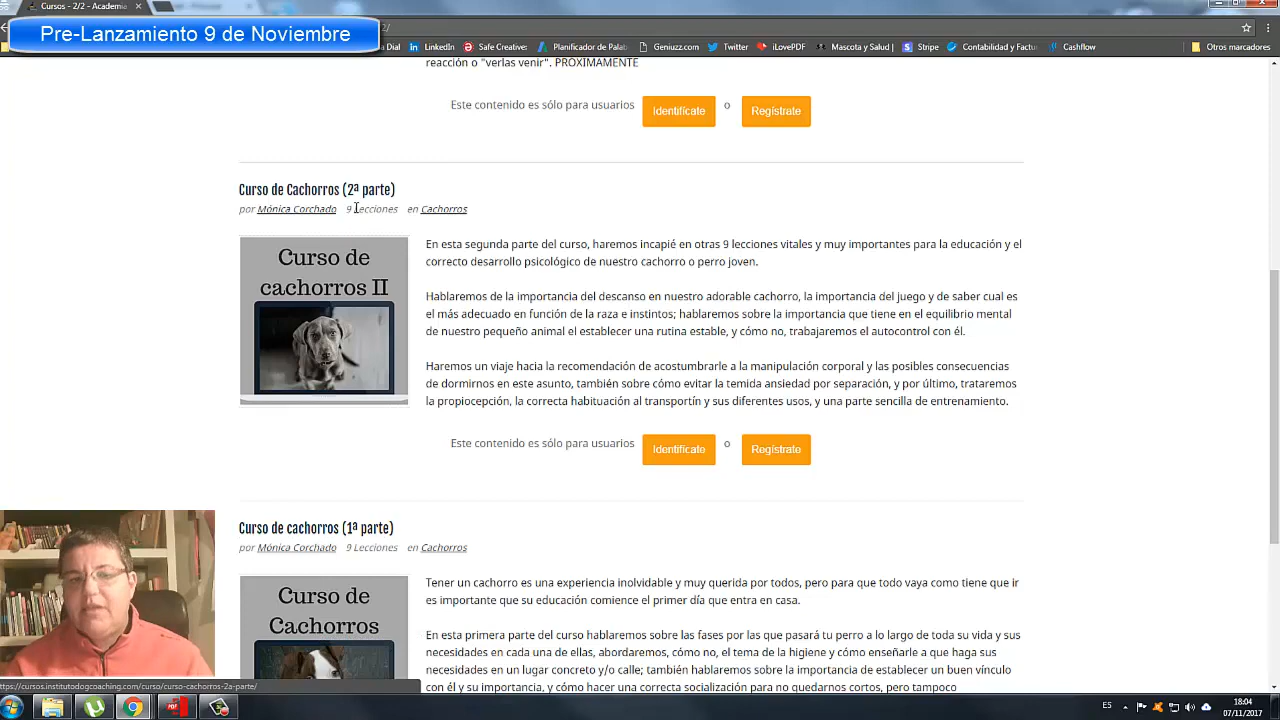 Cursos - 2/2 - Academia
Pre-Lanzamiento 9 de Noviembre
2/
Dial
LinkedIn
Safe Creative:
Planificador de Pala
Geniuzz.com
Twitter
iLovePDF
Mascota y Salud |
Stripe
Contabilidad y Factu
Cashflow
Otros marcadores
reacción o "verlas venir". PROXIMAMENTE
Este contenido es sólo para usuarios Identifícate o Regístrate
Curso de Cachorros (2ª parte)
por Mónica Corchado 9 Lecciones en Cachorros
Curso de
cachorros II
En esta segunda parte del curso, haremos incapié en otras 9 lecciones vitales y muy importantes para la educación y el
correcto desarrollo psicológico de nuestro cachorro o perro joven.
Hablaremos de la importancia del descanso en nuestro adorable cachorro, la importancia del juego y de saber cual es
el más adecuado en función de la raza e instintos; hablaremos sobre la importancia que tiene en el equilibrio mental
de nuestro pequeño animal el establecer una rutina estable, y cómo no, trabajaremos el autocontrol con él.
Haremos un viaje hacia la recomendación de acostumbrarle a la manipulación corporal y las posibles consecuencias
de dormirnos en este asunto, también sobre cómo evitar la temida ansiedad por separación, y por último, trataremos
la propiocepción, la correcta habituación al transportín y sus diferentes usos, y una parte sencilla de entrenamiento.
Este contenido es sólo para usuarios Identifícate o Regístrate
Curso de cachorros (1ª parte)
por Mónica Corchado 9 Lecciones en Cachorros
Curso de
Cachorros
Tener un cachorro es una experiencia inolvidable y muy querida por todos, pero para que todo vaya como tiene que ir
es importante que su educación comience el primer día que entra en casa.
En esta primera parte del curso hablaremos sobre las fases por las que pasará tu perro a lo largo de toda su vida y sus
necesidades en cada una de ellas, abordaremos, cómo no, el tema de la higiene y cómo enseñarle a que haga sus
necesidades en un lugar concreto y/o calle; también hablaremos sobre la importancia de establecer un buen vínculo
con él y su importancia, y cómo hacer una correcta socialización para no quedarnos cortos, pero tampoco
https://cursos.institutodogcoaching.com/curso/curso-cachorros-2a-parte/
ES
18:04
07/11/2017